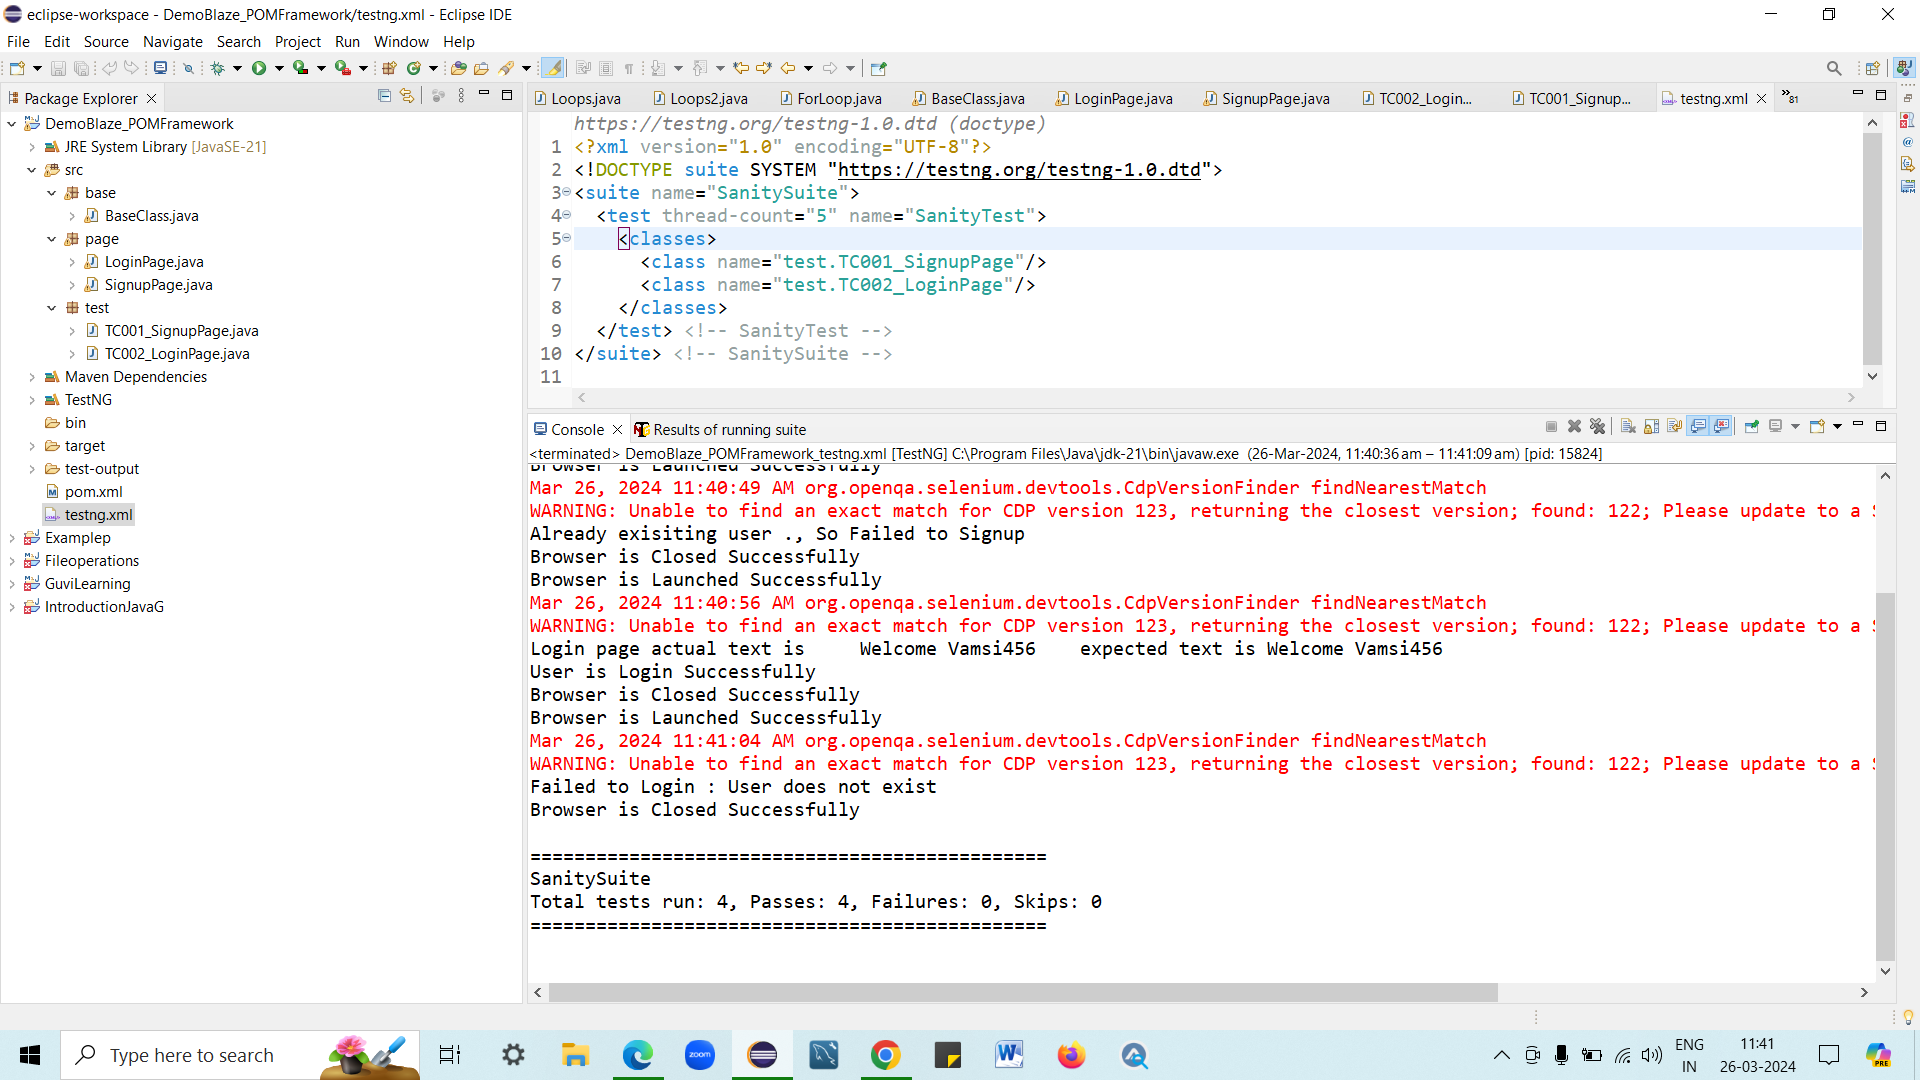 eclipse-workspace - DemoBlaze_POMFramework/testng.xml - Eclipse IDE
File Edit Source Navigate Search Project Run Window Help
Package Explorer
DemoBlaze_POMFramework
JRE System Library [JavaSE-21]
src
base
BaseClass.java
page
LoginPage.java
SignupPage.java
test
TC001_SignupPage.java
TC002_LoginPage.java
Maven Dependencies
TestNG
bin
target
test-output
pom.xml
testng.xml
Examplep
Fileoperations
GuviLearning
IntroductionJavaG
Loops.java Loops2.java ForLoop.java BaseClass.java LoginPage.java SignupPage.java TC002_Login... TC001_Signup... testng.xml »81
https://testng.org/testng-1.0.dtd (doctype)
1 <?xml version="1.0" encoding="UTF-8"?>
2 <!DOCTYPE suite SYSTEM "https://testng.org/testng-1.0.dtd">
3 <suite name="SanitySuite">
4 <test thread-count="5" name="SanityTest">
5 <classes>
6 <class name="test.TC001_SignupPage"/>
7 <class name="test.TC002_LoginPage"/>
8 </classes>
9 </test> <!-- SanityTest -->
10 </suite> <!-- SanitySuite -->
11
Console Results of running suite
<terminated> DemoBlaze_POMFramework_testng.xml [TestNG] C:\Program Files\Java\jdk-21\bin\javaw.exe (26-Mar-2024, 11:40:36 am – 11:41:09 am) [pid: 15824]
Browser is Launched Successfully
Mar 26, 2024 11:40:49 AM org.openqa.selenium.devtools.CdpVersionFinder findNearestMatch
WARNING: Unable to find an exact match for CDP version 123, returning the closest version; found: 122; Please update to a
Already exisiting user ., So Failed to Signup
Browser is Closed Successfully
Browser is Launched Successfully
Mar 26, 2024 11:40:56 AM org.openqa.selenium.devtools.CdpVersionFinder findNearestMatch
WARNING: Unable to find an exact match for CDP version 123, returning the closest version; found: 122; Please update to a
Login page actual text is Welcome Vamsi456 expected text is Welcome Vamsi456
User is Login Successfully
Browser is Closed Successfully
Browser is Launched Successfully
Mar 26, 2024 11:41:04 AM org.openqa.selenium.devtools.CdpVersionFinder findNearestMatch
WARNING: Unable to find an exact match for CDP version 123, returning the closest version; found: 122; Please update to a
Failed to Login : User does not exist
Browser is Closed Successfully
===============================================
SanitySuite
Total tests run: 4, Passes: 4, Failures: 0, Skips: 0
===============================================
Type here to search
zoom
ENG
IN
11:41
26-03-2024
PRE